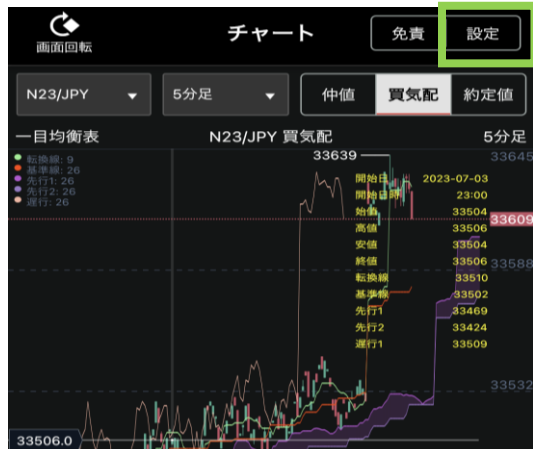 チャート 免責 設定
画面回転
N23/JPY 5分足 仲値 買気配 約定値
一目均衡表 N23/JPY 買気配 5分足
33639 33645
転換線: 9
基準線: 26
先行1: 26
先行2: 26
遅行: 26
開始日 2023-07-03
開始日時 23:00
始値 33504
33609
高値 33506
安値 33504
終値 33506
33588
転換線 33510
基準線 33502
先行1 33469
先行2 33424
遅行1 33509
33532
33506.0